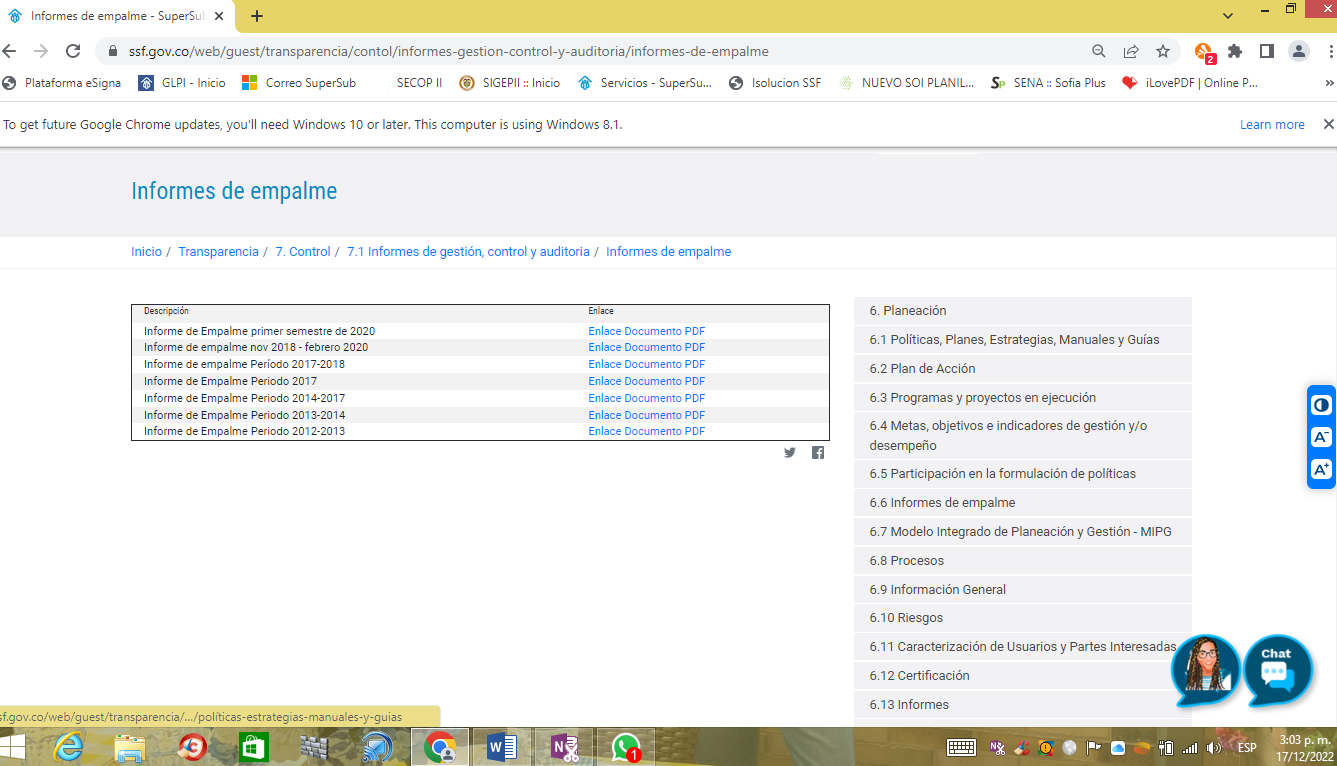 Informes de empalme - SuperSub
ssf.gov.co/web/guest/transparencia/contol/informes-gestion-control-y-auditoria/informes-de-empalme
2
Plataforma eSigna GLPI - Inicio Correo SuperSub SECOP II SIGEPII :: Inicio Servicios - SuperSu... Isolucion SSF NUEVO SOI PLANIL... SENA :: Sofia Plus iLovePDF | Online P... »
To get future Google Chrome updates, you'll need Windows 10 or later. This computer is using Windows 8.1. Learn more
Informes de empalme
Inicio / Transparencia / 7. Control / 7.1 Informes de gestión, control y auditoria / Informes de empalme
Descripción Enlace
Informe de Empalme primer semestre de 2020 Enlace Documento PDF
Informe de empalme nov 2018 - febrero 2020 Enlace Documento PDF
Informe de empalme Período 2017-2018 Enlace Documento PDF
Informe de Empalme Periodo 2017 Enlace Documento PDF
Informe de Empalme Periodo 2014-2017 Enlace Documento PDF
Informe de Empalme Periodo 2013-2014 Enlace Documento PDF
Informe de Empalme Periodo 2012-2013 Enlace Documento PDF
6. Planeación
6.1 Políticas, Planes, Estrategias, Manuales y Guías
6.2 Plan de Acción
6.3 Programas y proyectos en ejecución
6.4 Metas, objetivos e indicadores de gestión y/o
desempeño
6.5 Participación en la formulación de políticas
6.6 Informes de empalme
6.7 Modelo Integrado de Planeación y Gestión - MIPG
6.8 Procesos
6.9 Información General
6.10 Riesgos
6.11 Caracterización de Usuarios y Partes Interesadas
6.12 Certificación
6.13 Informes
A-
A+
Chat
sf.gov.co/web/guest/transparencia/.../políticas-estrategias-manuales-y-guias
1
ESP
3:03 p. m.
17/12/2022